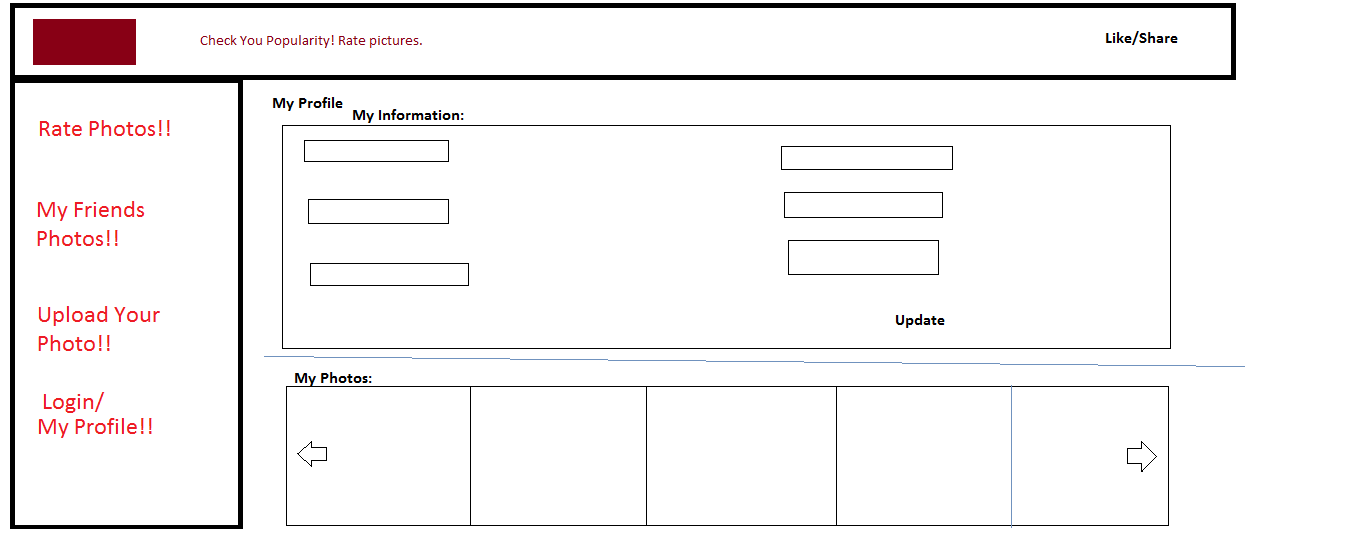 Check You Popularity! Rate pictures.
Like/Share
Rate Photos!!
My Friends
Photos!!
Upload Your
Photo!!
Login/
My Profile!!
My Profile
My Information:
Update
My Photos: